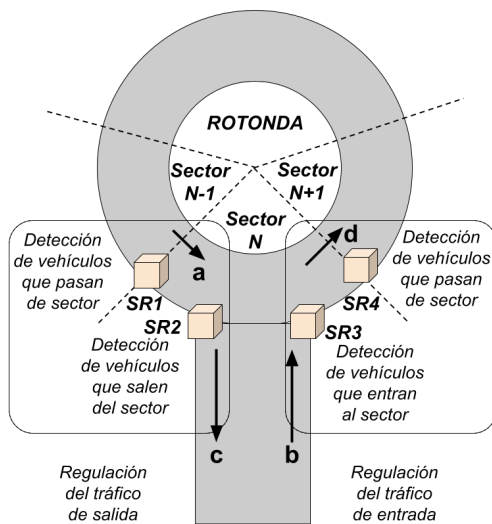 ROTONDA
Sector
N-1
Sector
N+1
Sector
N
Detección
de vehículos
que pasan
de sector
a
d
Detección
de vehículos
que pasan
de sector
SR1
SR2
SR4
SR3
Detección
de vehículos
que salen
del sector
Detección
de vehículos
que entran
al sector
c
b
Regulación
del tráfico
de salida
Regulación
del tráfico
de entrada